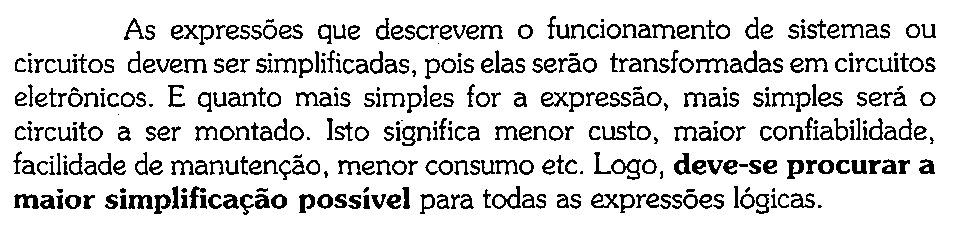 As expressões que descrevem o funcionamento de sistemas ou
circuitos devem ser simplificadas, pois elas serão transformadas em circuitos
eletrônicos. E quanto mais simples for a expressão, mais simples será o
circuito a ser montado. Isto significa menor custo, maior confiabilidade,
facilidade de manutenção, menor consumo etc. Logo, deve-se procurar a
maior simplificação possível para todas as expressões lógicas.